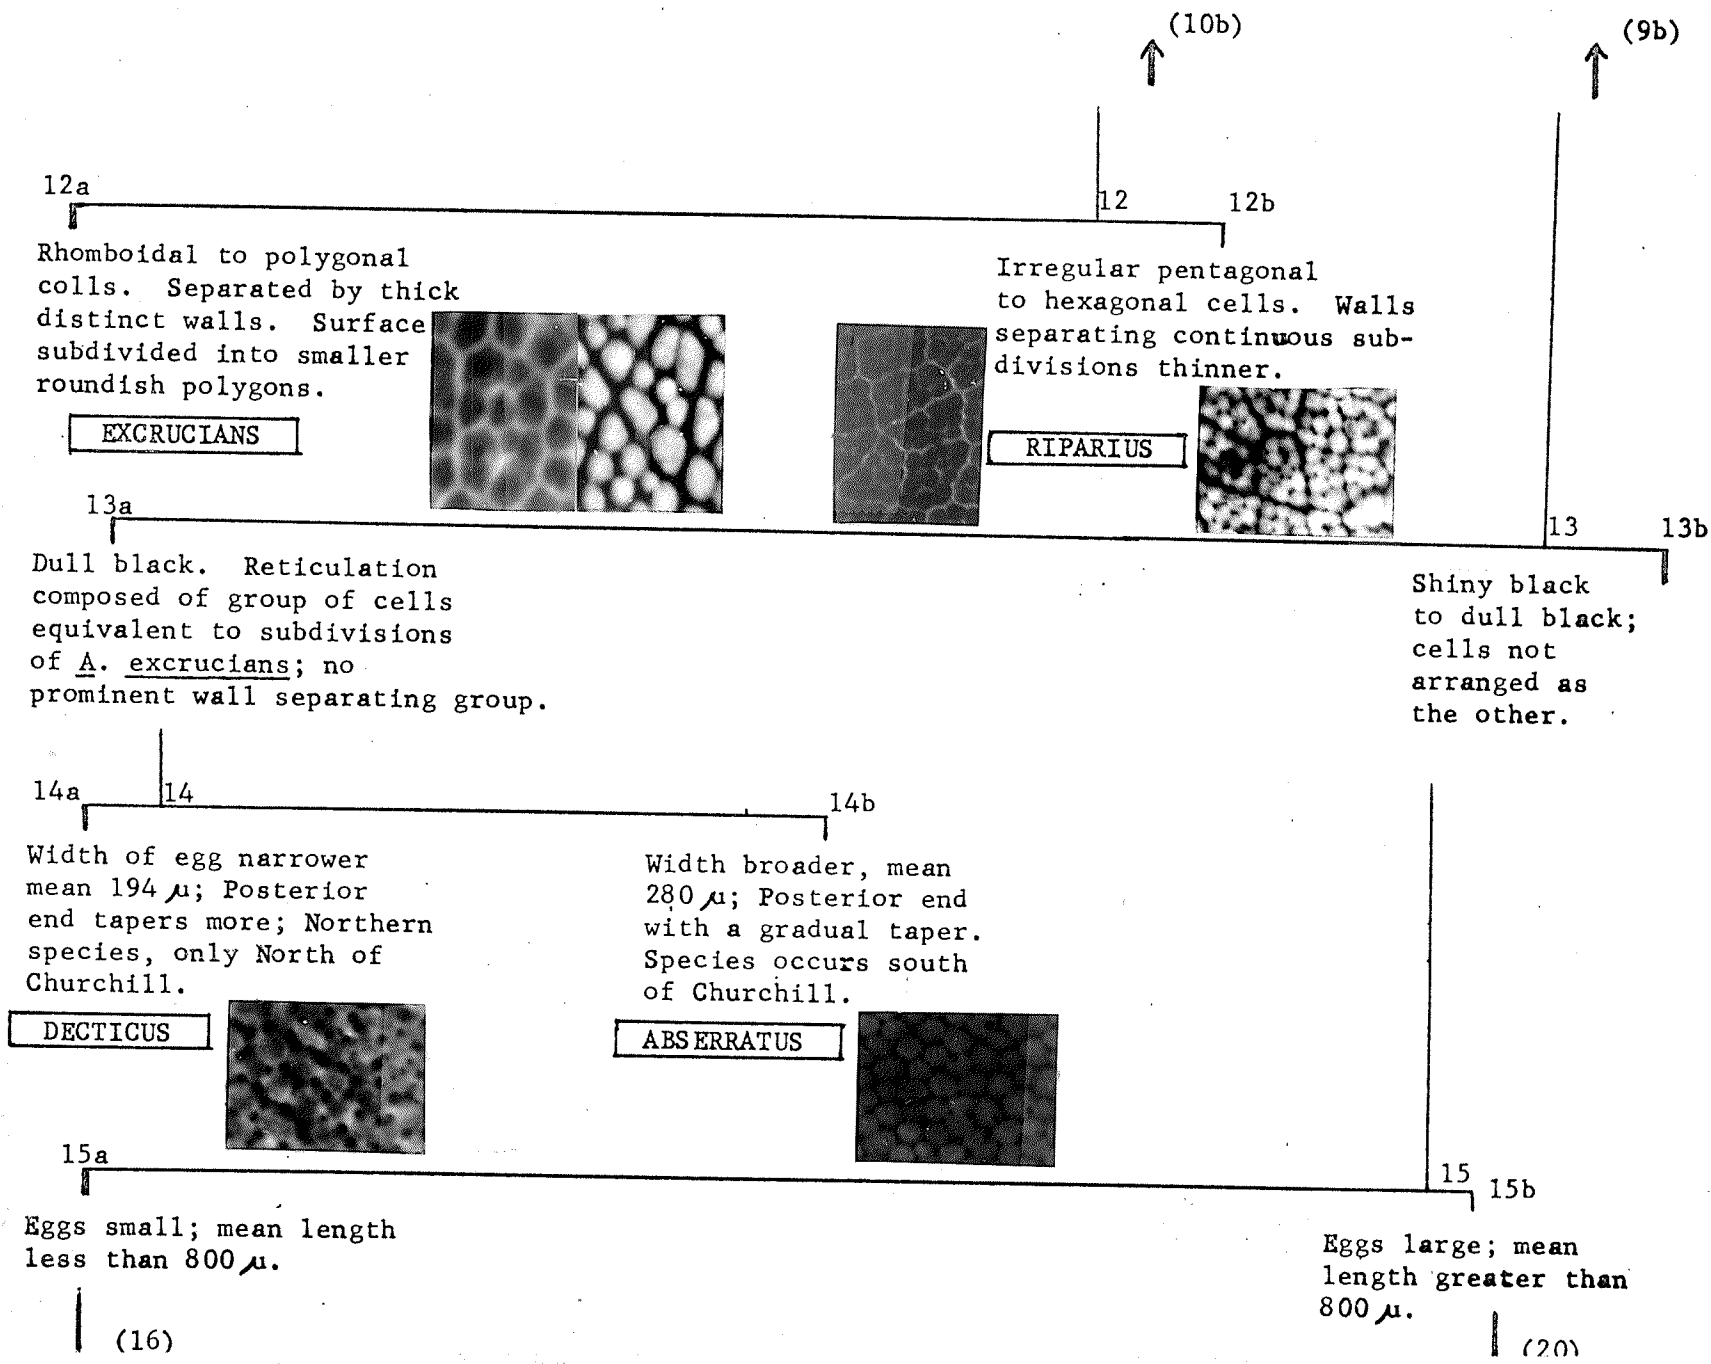 (10b)
(9b)
12a
12
12b
Rhomboidal to polygonal
colls. Separated by thick
distinct walls. Surface
subdivided into smaller
roundish polygons.
EXCRUCIANS
Irregular pentagonal
to hexagonal cells. Walls
separating continuous sub-
divisions thinner.
RIPARIUS
13a
13
13b
Dull black. Reticulation
composed of group of cells
equivalent to subdivisions
of A. excrucians; no
prominent wall separating group.
Shiny black
to dull black;
cells not
arranged as
the other.
14a
14
14b
Width of egg narrower
mean 194 μ; Posterior
end tapers more; Northern
species, only North of
Churchill.
DECTICUS
Width broader, mean
280 μ; Posterior end
with a gradual taper.
Species occurs south
of Churchill.
ABSERRATUS
15a
15
15b
Eggs small; mean length
less than 800 μ.
(16)
Eggs large; mean
length greater than
800 μ.
(20)